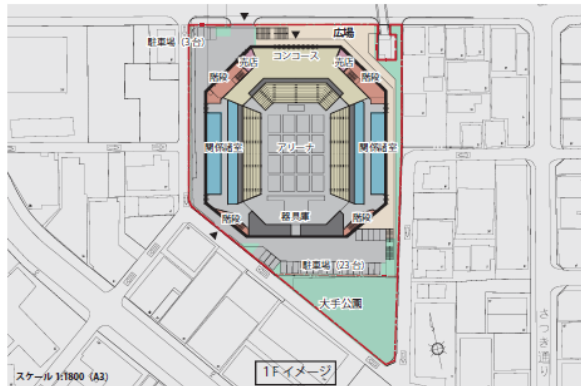 広場
駐車場（3台）
コンコース
売店
売店
階段
階段
関係諸室
アリーナ
関係諸室
階段
器具庫
階段
駐車場（23台）
大手公園
さつき通り
スケール 1:1800（A3）
1Fイメージ